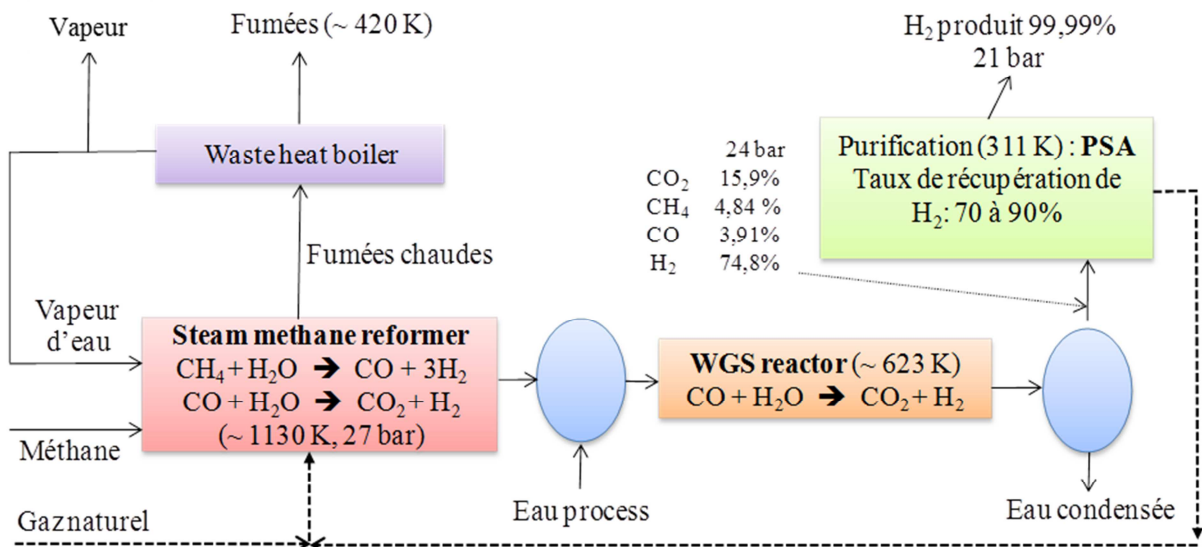 Vapeur
Fumées (~ 420 K)
H₂ produit 99,99%
21 bar
Waste heat boiler
Purification (311 K) : PSA
Taux de récupération de
H₂: 70 à 90%
24 bar
CO₂ 15,9%
CH₄ 4,84 %
CO 3,91%
H₂ 74,8%
Fumées chaudes
Vapeur
d'eau
Steam methane reformer
CH₄ + H₂O ➔ CO + 3H₂
CO + H₂O ➔ CO₂ + H₂
(~ 1130 K, 27 bar)
WGS reactor (~ 623 K)
CO + H₂O ➔ CO₂ + H₂
Méthane
Gaz naturel
Eau process
Eau condensée